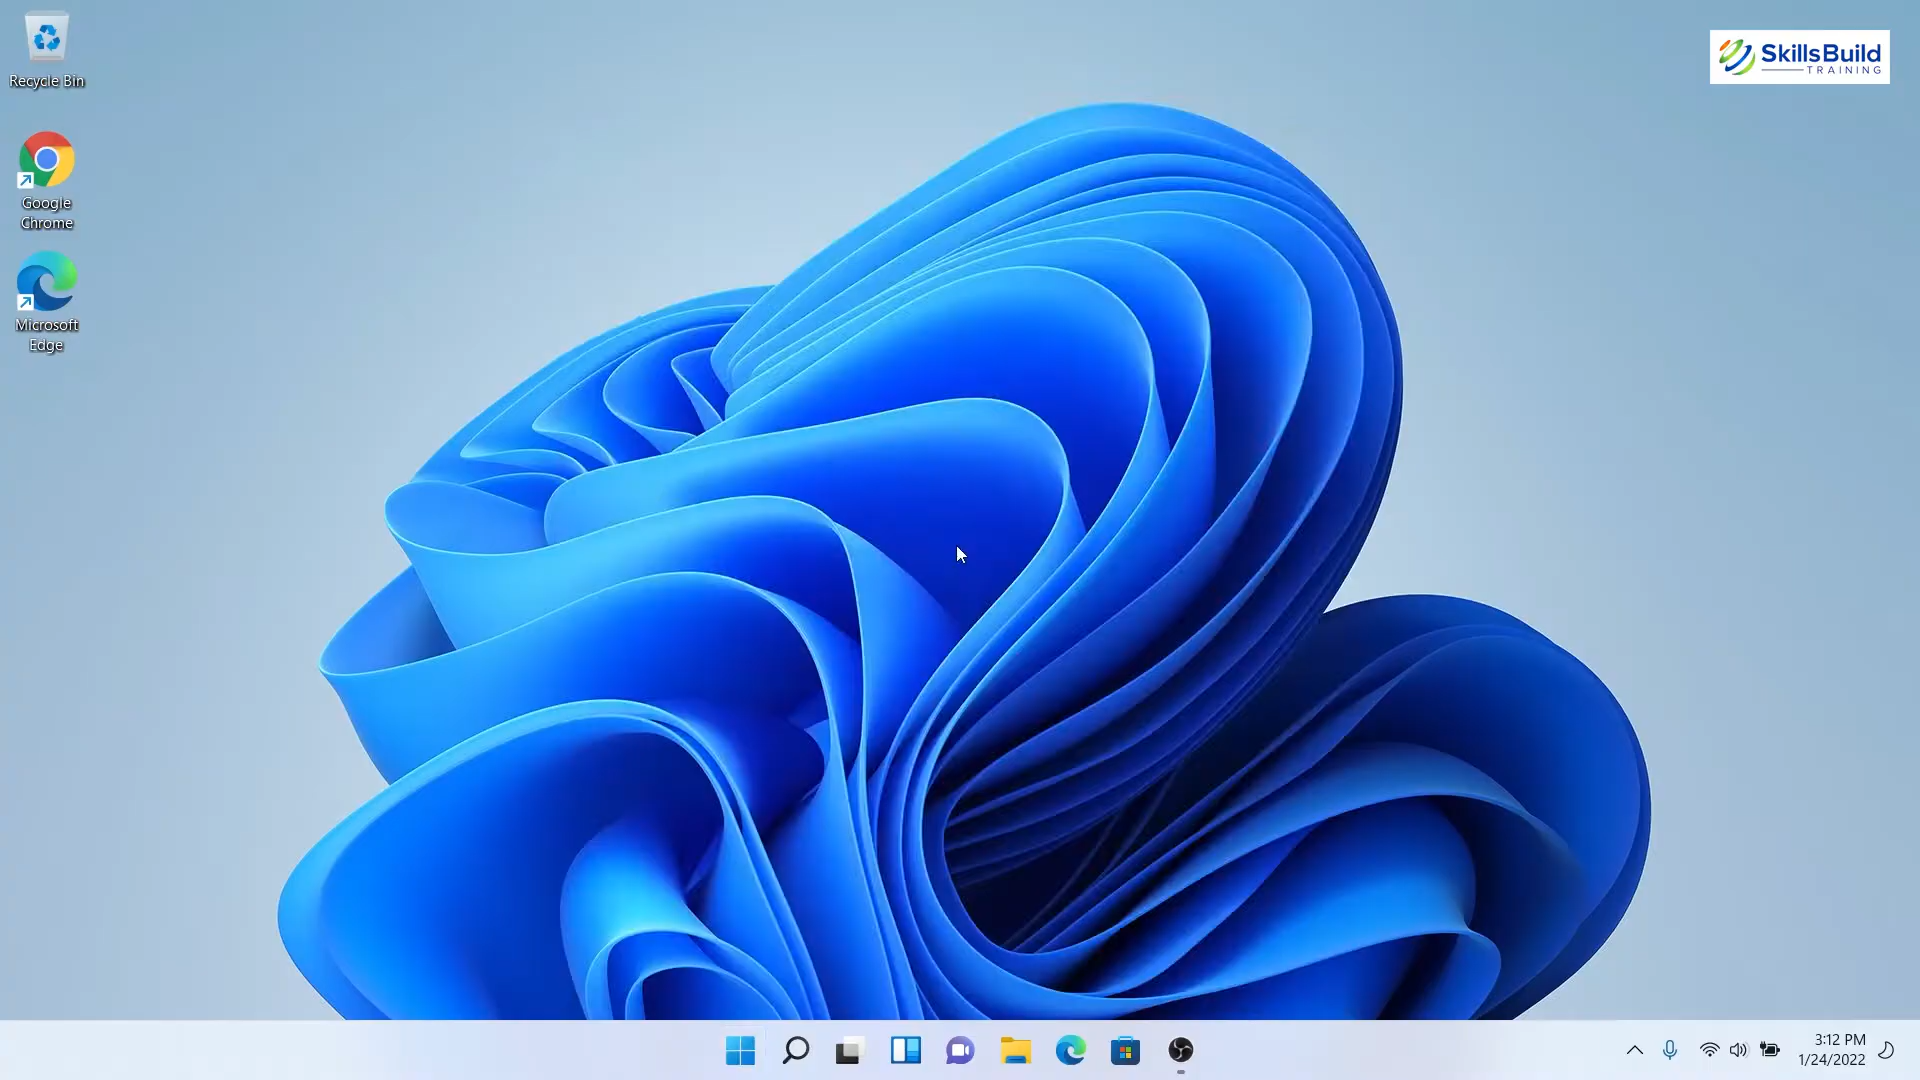 Recycle Bin
SkillsBuild
TRAINING
Google
Chrome
Microsoft
Edge
3:12 PM
1/24/2022